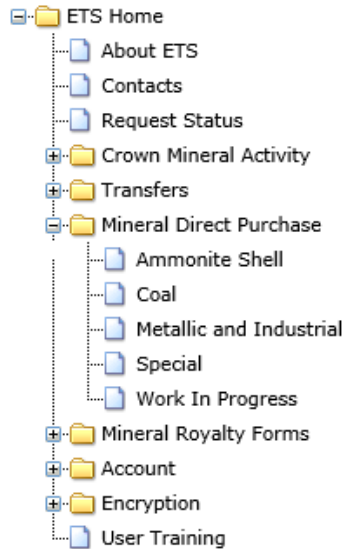 ETS Home
About ETS
Contacts
Request Status
Crown Mineral Activity
Transfers
Mineral Direct Purchase
Ammonite Shell
Coal
Metallic and Industrial
Special
Work In Progress
Mineral Royalty Forms
Account
Encryption
User Training